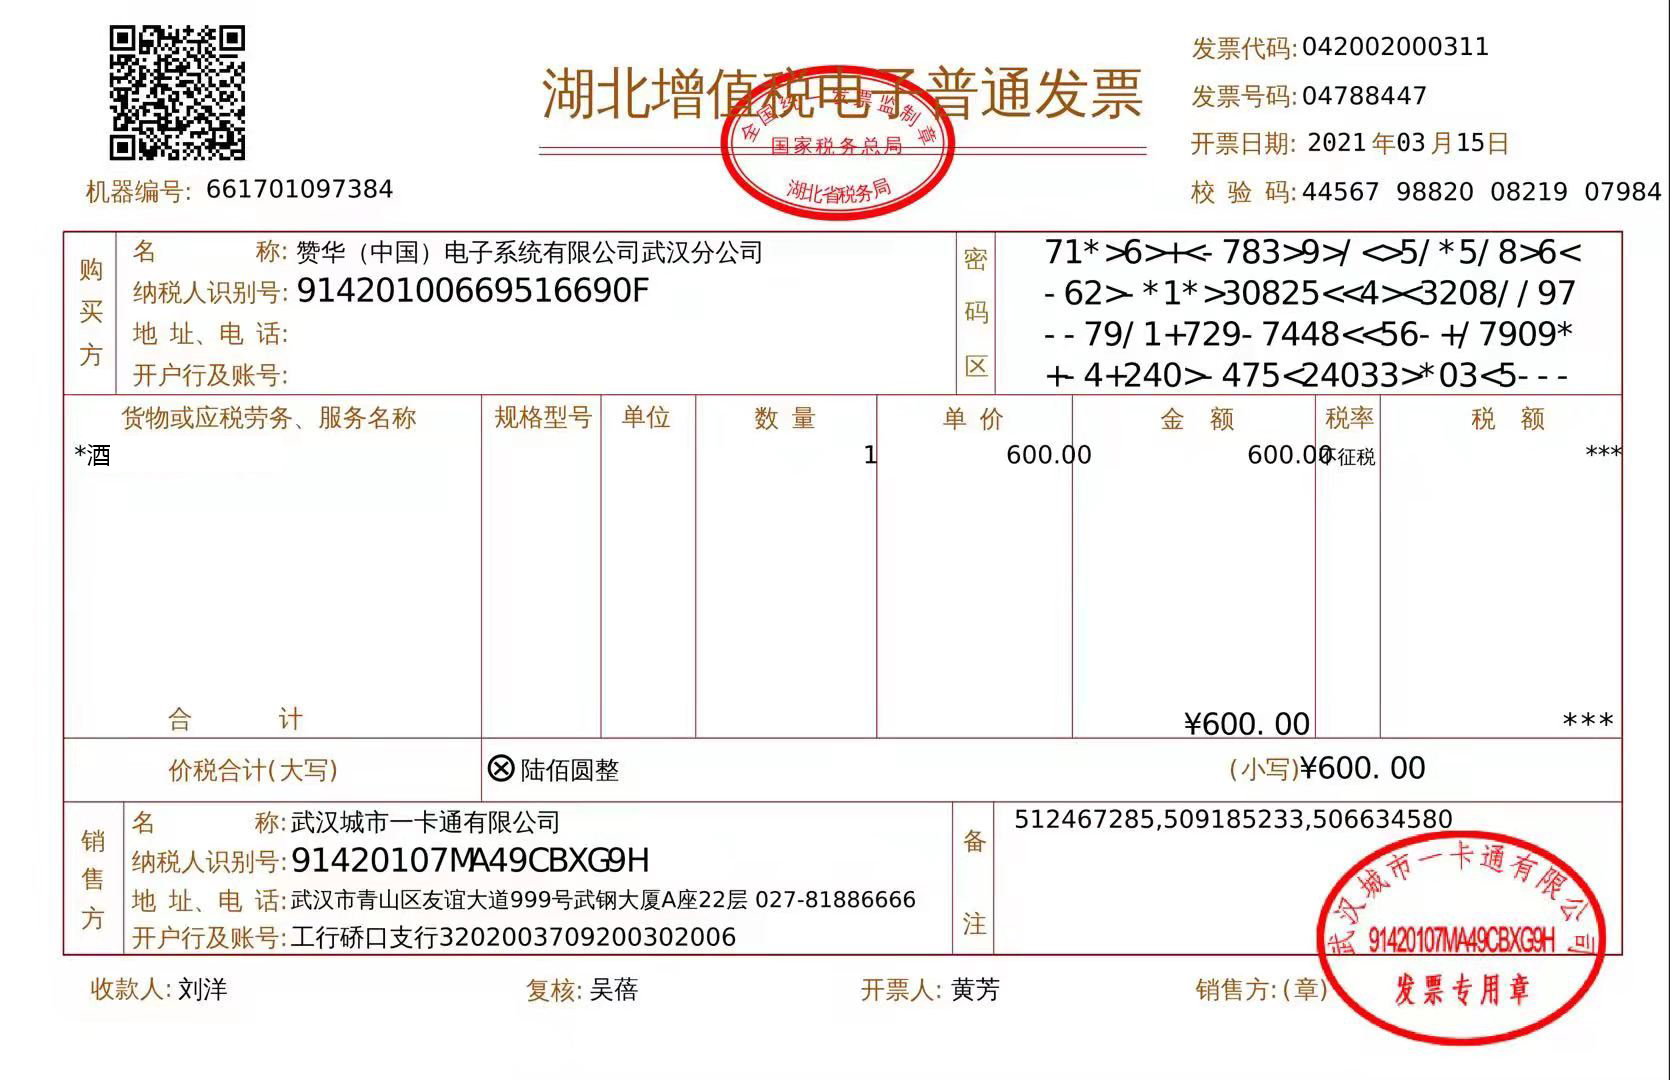 湖北增值税电子普通发票
全国统一发票监制章
国家税务总局
湖北省税务局
发票代码:042002000311
发票号码:04788447
开票日期: 2021年03月15日
校 验 码:44567 98820 08219 07984
机器编号: 661701097384
购买方
名 称: 赞华（中国）电子系统有限公司武汉分公司
纳税人识别号: 91420100669516690F
地 址、电 话:
开户行及账号:
密码区
71*>6>+<-783>9>/<>5/*5/8>6<
-62>-*1*>30825<<4><3208//97
--79/1+729-7448<<56-+/7909*
+-4+240>-475<24033>*03<5---
货物或应税劳务、服务名称 规格型号 单位 数 量 单 价 金 额 税率 税 额
*酒 1 600.00 600.00 不征税 ***
合 计 ¥600.00 ***
价税合计(大写) ⊗陆佰圆整 (小写)¥600.00
销售方
名 称:武汉城市一卡通有限公司
纳税人识别号:91420107MA49CBXG9H
地 址、电 话:武汉市青山区友谊大道999号武钢大厦A座22层 027-81886666
开户行及账号:工行硚口支行3202003709200302006
备注
512467285,509185233,506634580
武汉城市一卡通有限公司
91420107MA49CBXG9H
发票专用章
收款人: 刘洋 复核: 吴蓓 开票人: 黄芳 销售方:(章)